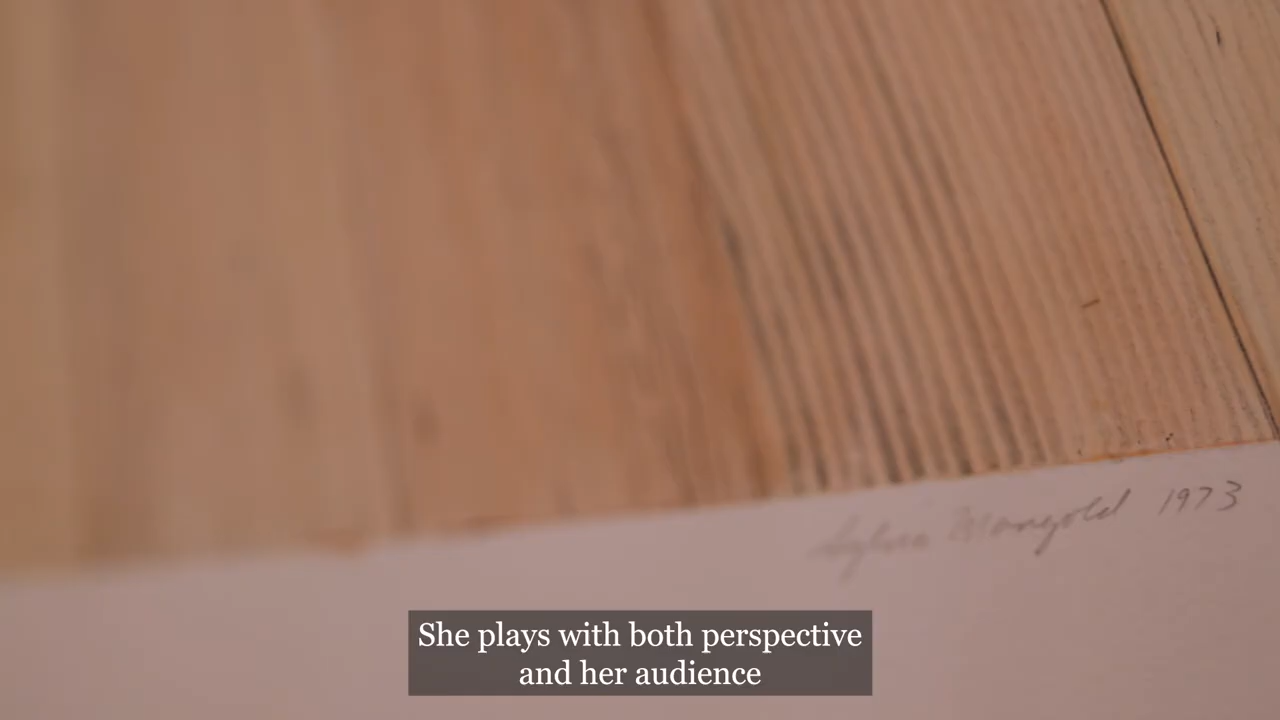 Sylvia Mangold 1973
She plays with both perspective
and her audience